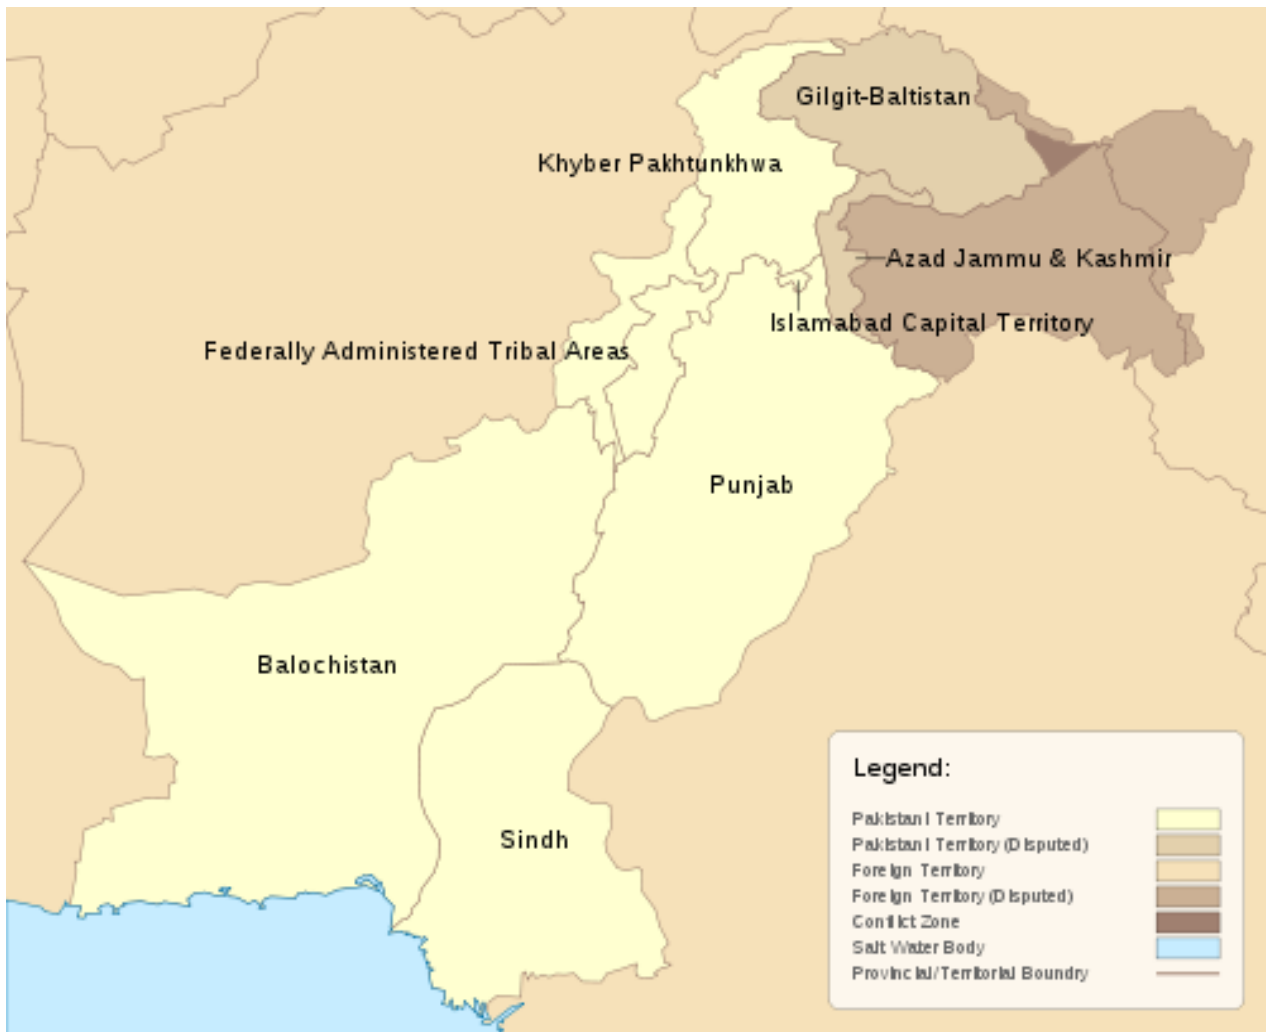 Gilgit-Baltistan
Khyber Pakhtunkhwa
Azad Jammu & Kashmir
Islamabad Capital Territory
Federally Administered Tribal Areas
Punjab
Balochistan
Sindh
Legend:
Pakistani Territory
Pakistani Territory (Disputed)
Foreign Territory
Foreign Territory (Disputed)
Conflict Zone
Salt Water Body
Provincial/Territorial Boundry